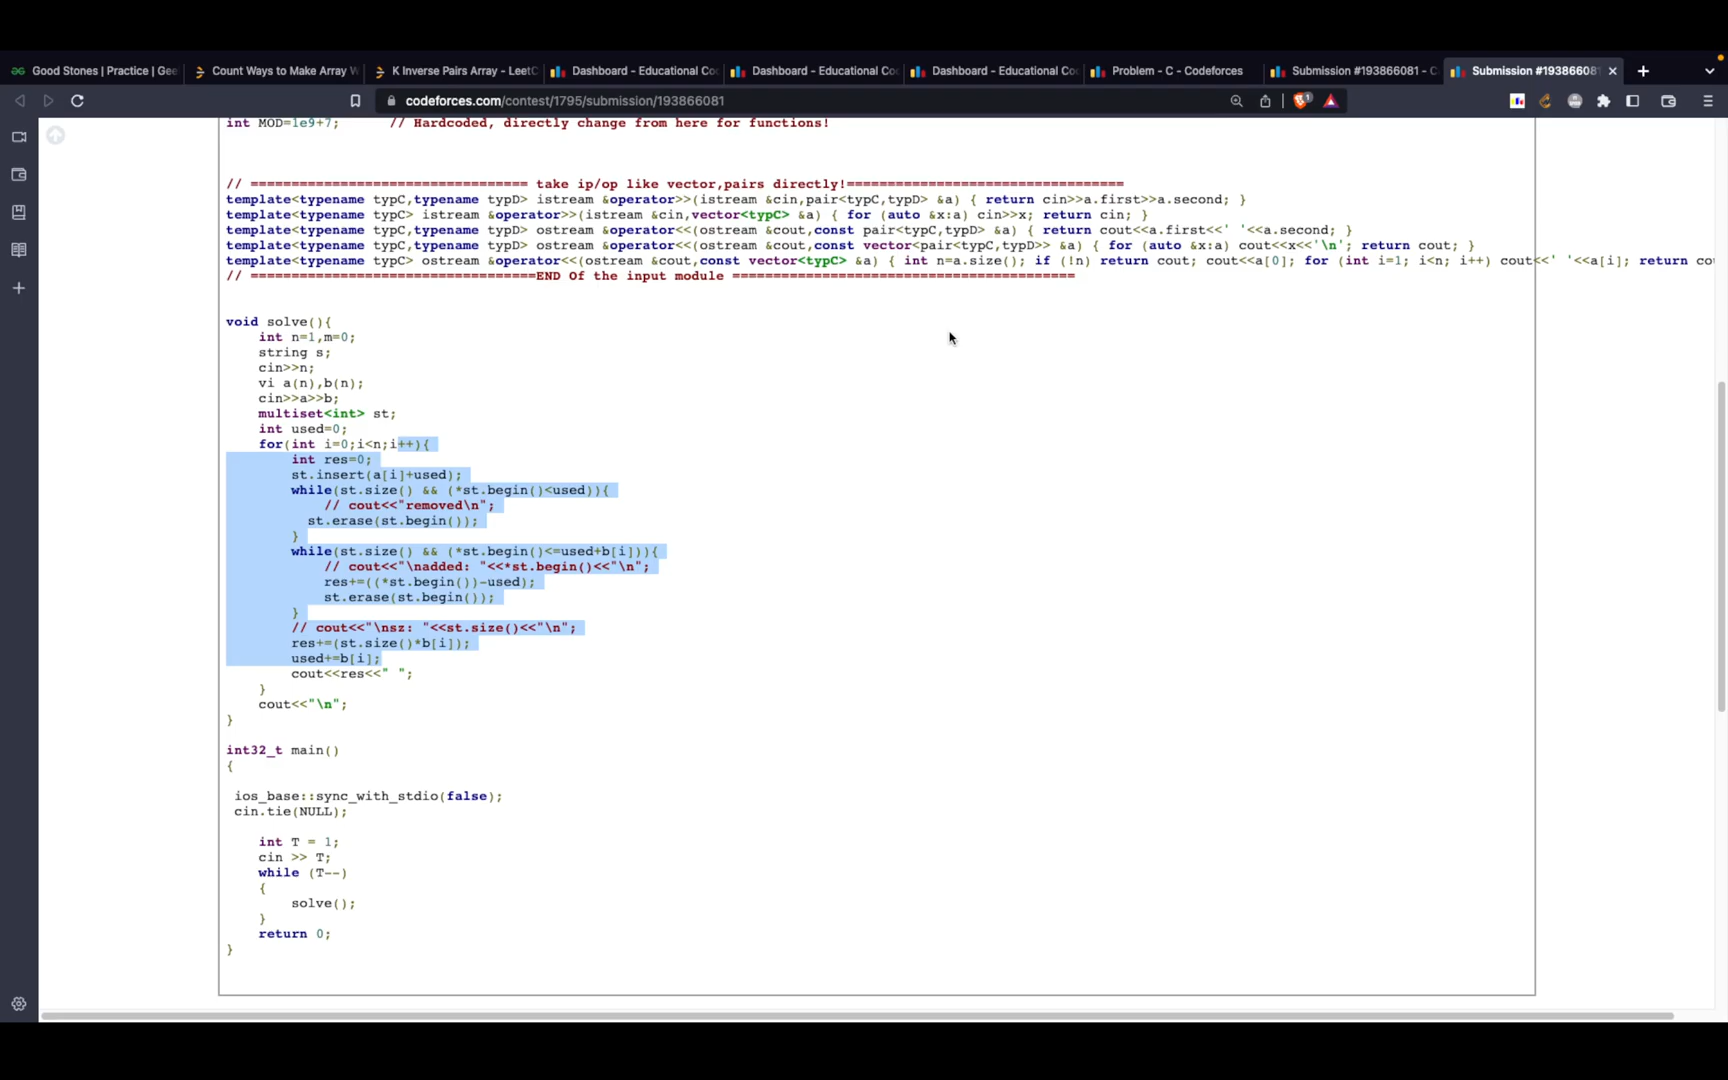 Good Stones | Practice | Gee
Count Ways to Make Array W
K Inverse Pairs Array - LeetC
Dashboard - Educational Co
Dashboard - Educational Co
Dashboard - Educational Co
Problem - C - Codeforces
Submission #193866081 - C
Submission #193866081
codeforces.com/contest/1795/submission/193866081
int MOD=1e9+7;      // Hardcoded, directly change from here for functions!
// ================================== take ip/op like vector,pairs directly!==================================
template<typename typC,typename typD> istream &operator>>(istream &cin,pair<typC,typD> &a) { return cin>>a.first>>a.second; }
template<typename typC> istream &operator>>(istream &cin,vector<typC> &a) { for (auto &x:a) cin>>x; return cin; }
template<typename typC,typename typD> ostream &operator<<(ostream &cout,const pair<typC,typD> &a) { return cout<<a.first<<' '<<a.second; }
template<typename typC,typename typD> ostream &operator<<(ostream &cout,const vector<pair<typC,typD>> &a) { for (auto &x:a) cout<<x<<'\n'; return cout; }
template<typename typC> ostream &operator<<(ostream &cout,const vector<typC> &a) { int n=a.size(); if (!n) return cout; cout<<a[0]; for (int i=1; i<n; i++) cout<<' '<<a[i]; return cou
// ===================================END Of the input module ==========================================
void solve(){
    int n=1,m=0;
    string s;
    cin>>n;
    vi a(n),b(n);
    cin>>a>>b;
    multiset<int> st;
    int used=0;
    for(int i=0;i<n;i++){
        int res=0;
        st.insert(a[i]+used);
        while(st.size() && (*st.begin()<used)){
            // cout<<"removed\n";
          st.erase(st.begin());
        }
        while(st.size() && (*st.begin()<=used+b[i])){
            // cout<<"\nadded: "<<*st.begin()<<"\n";
            res+=((*st.begin())-used);
            st.erase(st.begin());
        }
        // cout<<"\nsz: "<<st.size()<<"\n";
        res+=(st.size()*b[i]);
        used+=b[i];
        cout<<res<<" ";
    }
    cout<<"\n";
}
int32_t main()
{
 ios_base::sync_with_stdio(false);
 cin.tie(NULL);
    int T = 1;
    cin >> T;
    while (T--)
    {
        solve();
    }
    return 0;
}